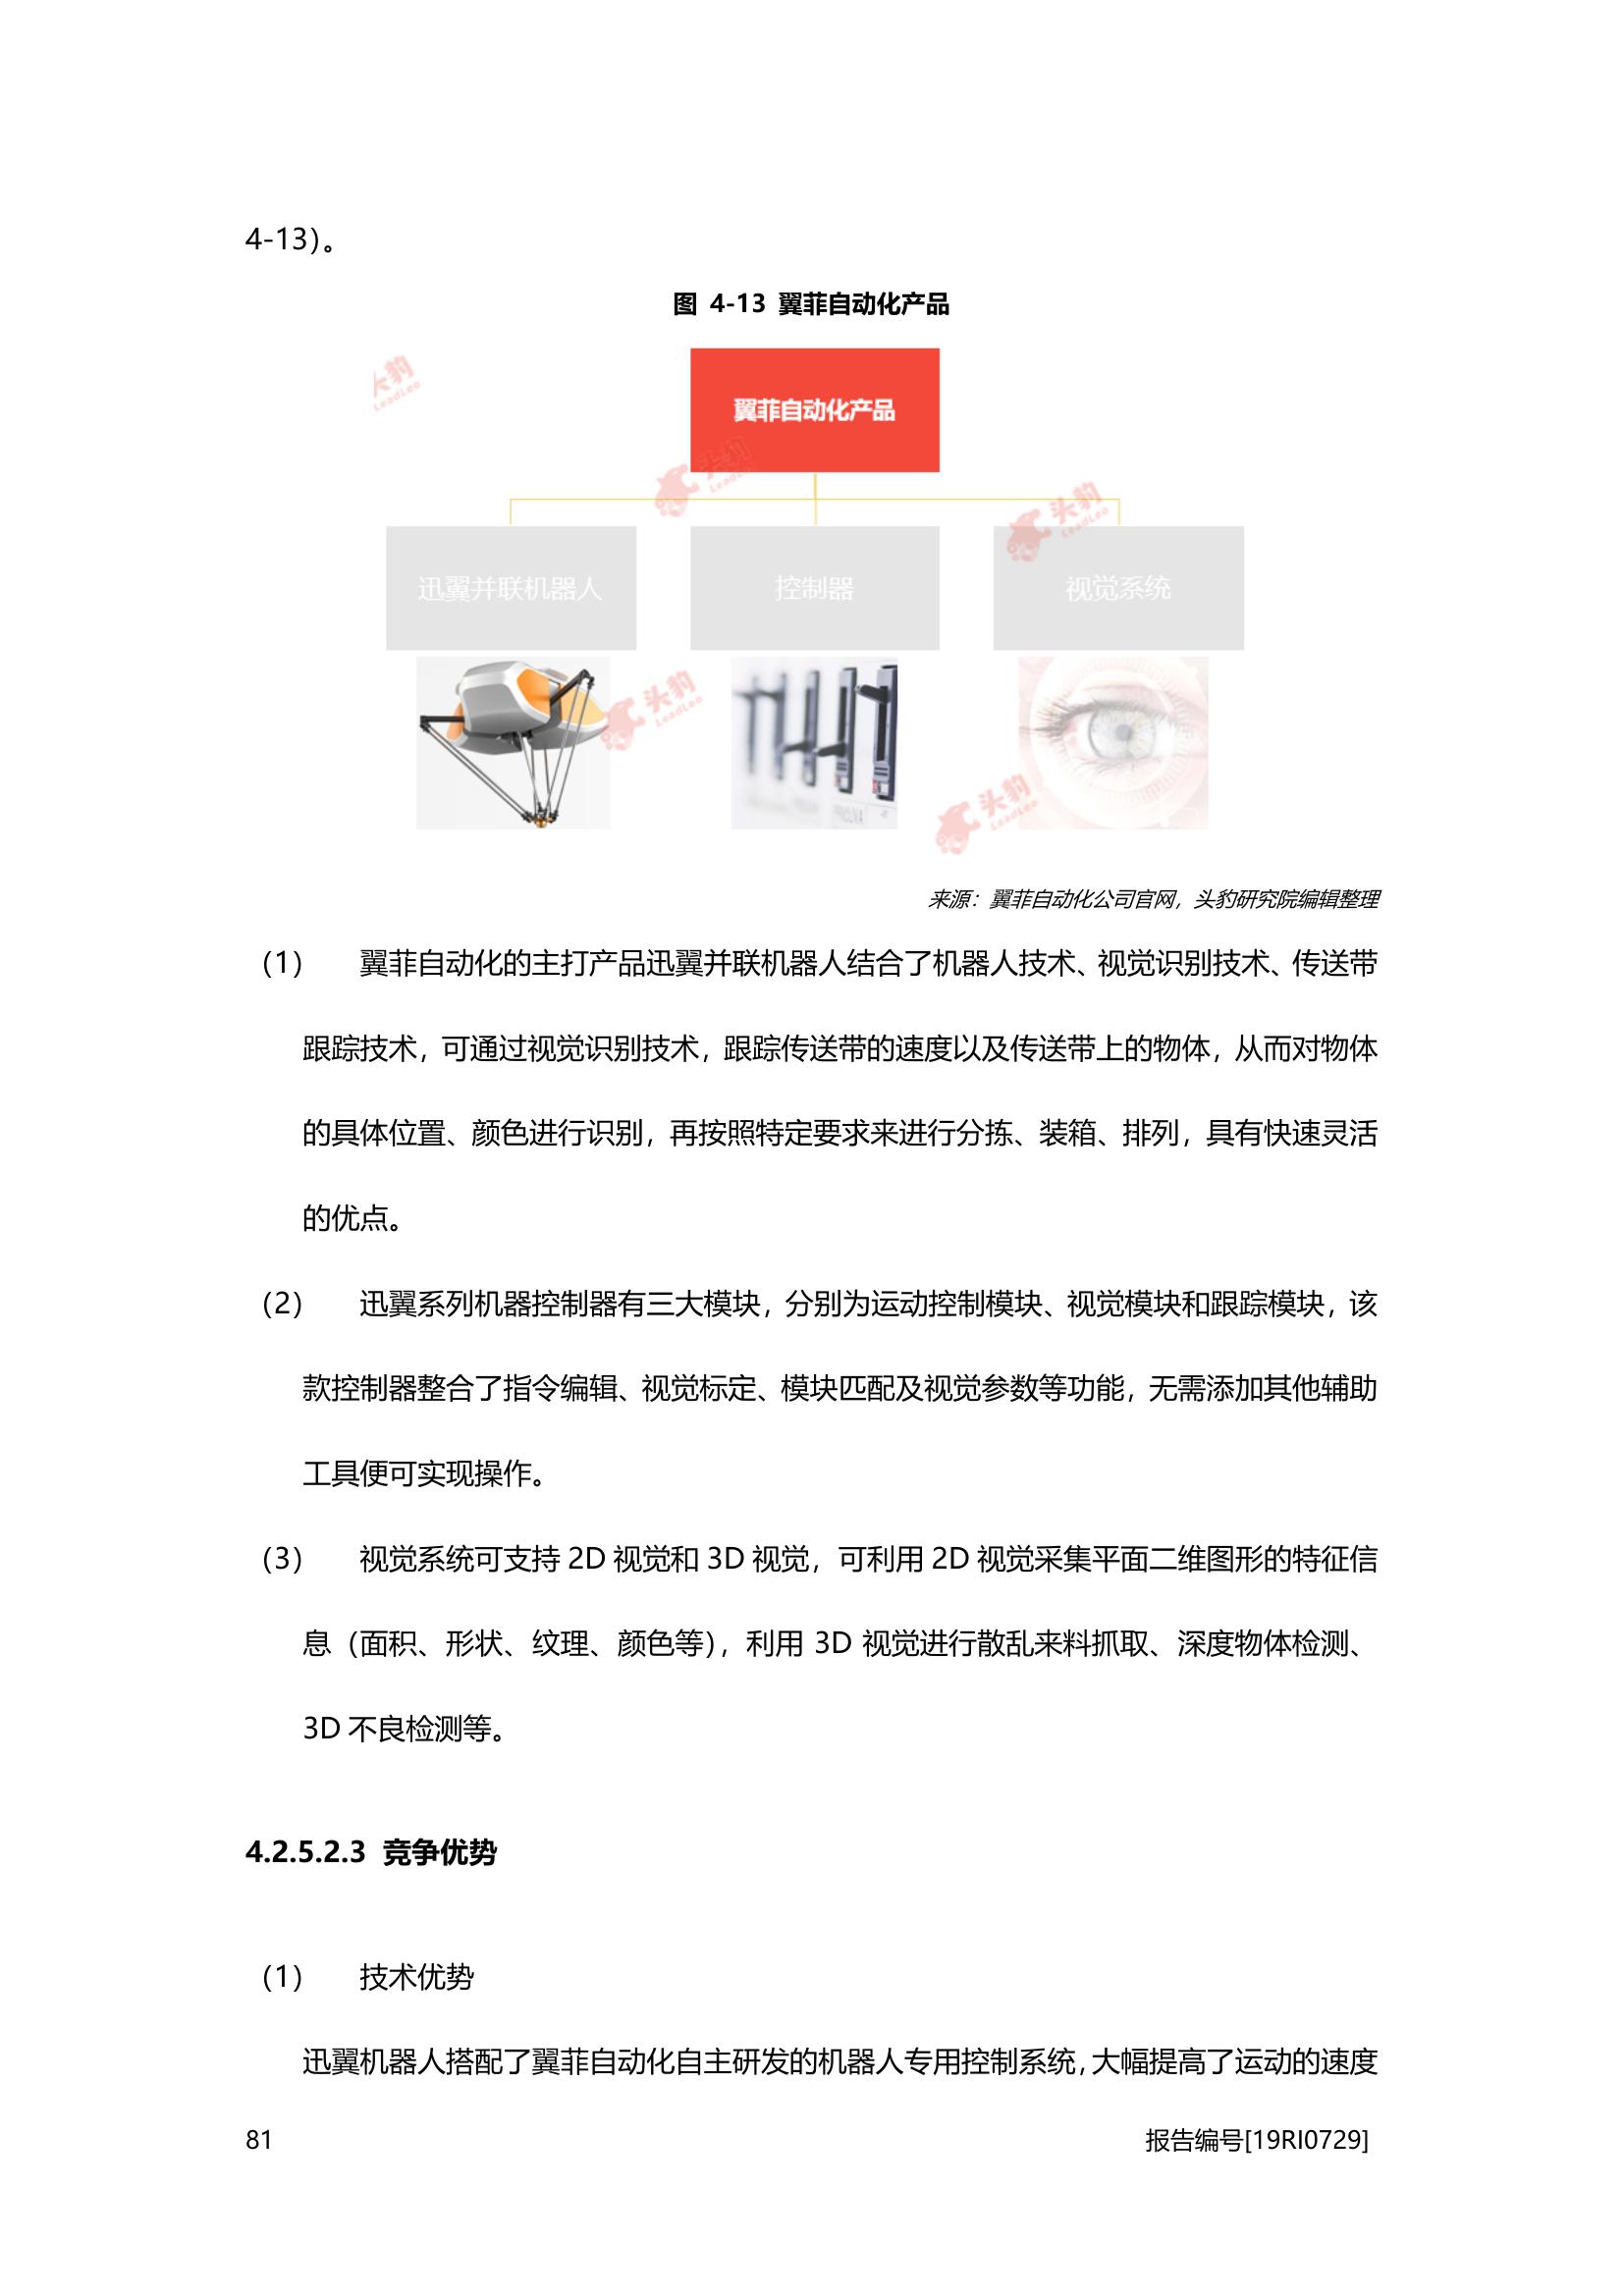 4-13）。
图 4-13 翼菲自动化产品
翼菲自动化产品
迅翼并联机器人
控制器
视觉系统
来源：翼菲自动化公司官网，头豹研究院编辑整理
（1） 翼菲自动化的主打产品迅翼并联机器人结合了机器人技术、视觉识别技术、传送带
跟踪技术，可通过视觉识别技术，跟踪传送带的速度以及传送带上的物体，从而对物体
的具体位置、颜色进行识别，再按照特定要求来进行分拣、装箱、排列，具有快速灵活
的优点。
（2） 迅翼系列机器控制器有三大模块，分别为运动控制模块、视觉模块和跟踪模块，该
款控制器整合了指令编辑、视觉标定、模块匹配及视觉参数等功能，无需添加其他辅助
工具便可实现操作。
（3） 视觉系统可支持 2D 视觉和 3D 视觉，可利用 2D 视觉采集平面二维图形的特征信
息（面积、形状、纹理、颜色等），利用 3D 视觉进行散乱来料抓取、深度物体检测、
3D 不良检测等。
4.2.5.2.3 竞争优势
（1） 技术优势
迅翼机器人搭配了翼菲自动化自主研发的机器人专用控制系统，大幅提高了运动的速度
81
报告编号[19RI0729]
头豹
LeadLeo
头豹
LeadLeo
头豹
LeadLeo
头豹
LeadLeo
头豹
LeadLeo